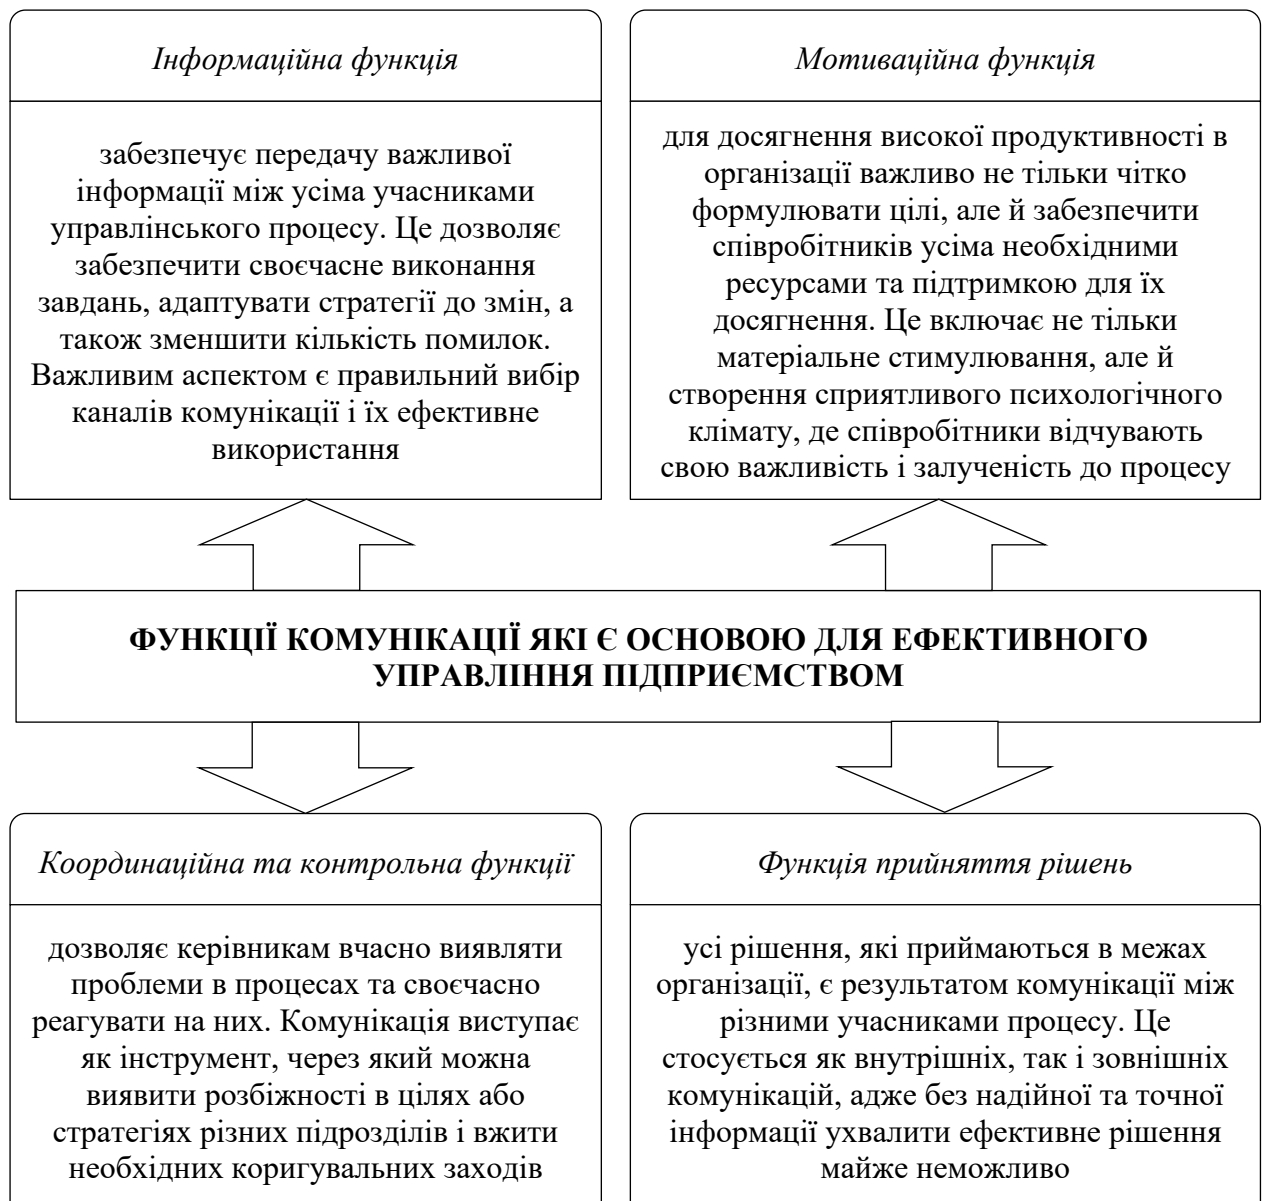 Інформаційна функція
забезпечує передачу важливої
інформації між усіма учасниками
управлінського процесу. Це дозволяє
забезпечити своєчасне виконання
завдань, адаптувати стратегії до змін, а
також зменшити кількість помилок.
Важливим аспектом є правильний вибір
каналів комунікації і їх ефективне
використання
Мотиваційна функція
для досягнення високої продуктивності в
організації важливо не тільки чітко
формулювати цілі, але й забезпечити
співробітників усіма необхідними
ресурсами та підтримкою для їх
досягнення. Це включає не тільки
матеріальне стимулювання, але й
створення сприятливого психологічного
клімату, де співробітники відчувають
свою важливість і залученість до процесу
ФУНКЦІЇ КОМУНІКАЦІЇ ЯКІ Є ОСНОВОЮ ДЛЯ ЕФЕКТИВНОГО
УПРАВЛІННЯ ПІДПРИЄМСТВОМ
Координаційна та контрольна функції
дозволяє керівникам вчасно виявляти
проблеми в процесах та своєчасно
реагувати на них. Комунікація виступає
як інструмент, через який можна
виявити розбіжності в цілях або
стратегіях різних підрозділів і вжити
необхідних коригувальних заходів
Функція прийняття рішень
усі рішення, які приймаються в межах
організації, є результатом комунікації між
різними учасниками процесу. Це
стосується як внутрішніх, так і зовнішніх
комунікацій, адже без надійної та точної
інформації ухвалити ефективне рішення
майже неможливо